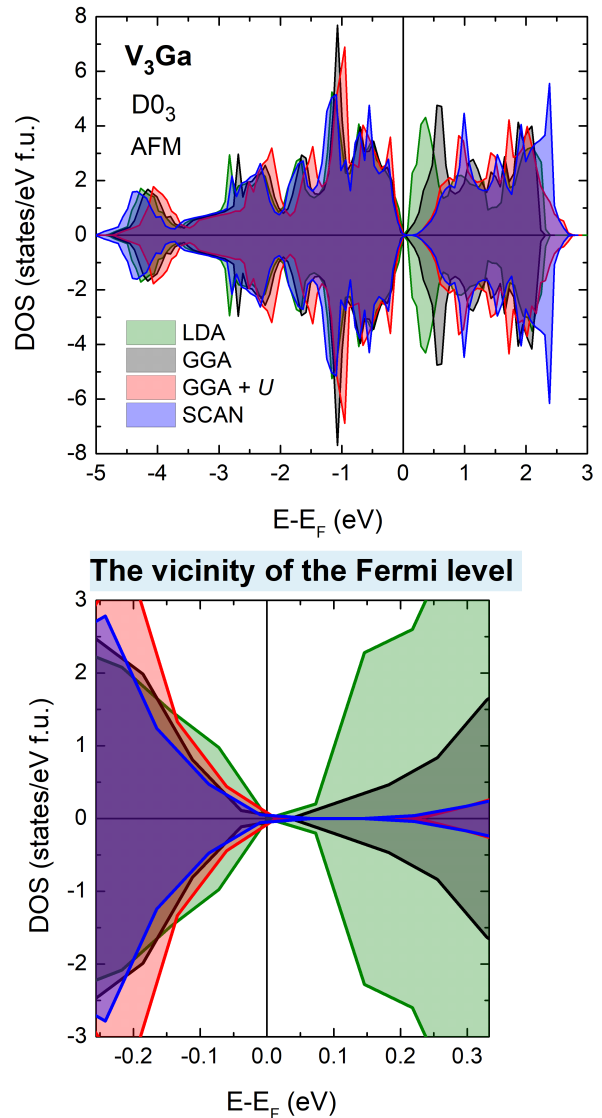 V₃Ga
D0₃
AFM
8
6
4
2
0
-2
-4
-6
-8
DOS (states/eV f.u.)
LDA
GGA
GGA + U
SCAN
-5 -4 -3 -2 -1 0 1 2 3
E-E_F (eV)
The vicinity of the Fermi level
3
2
1
0
-1
-2
-3
DOS (states/eV f.u.)
-0.2 -0.1 0.0 0.1 0.2 0.3
E-E_F (eV)